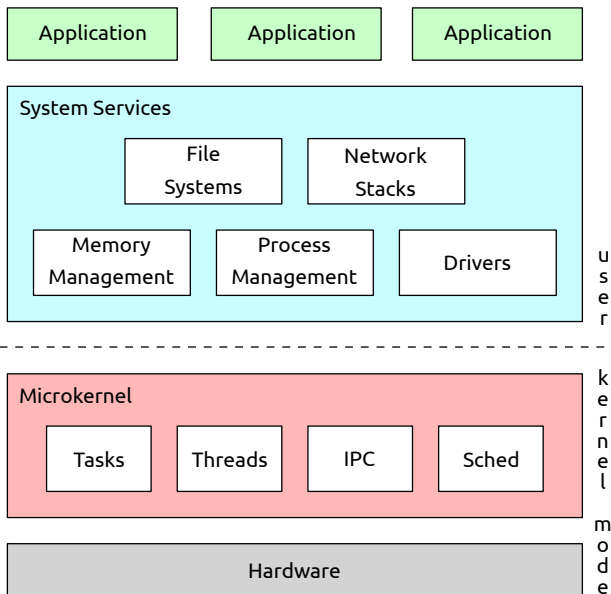 Application Application Application
System Services
File
Systems
Network
Stacks
Memory
Management
Process
Management
Drivers
user
Microkernel
Tasks Threads IPC Sched
kernel mode
Hardware